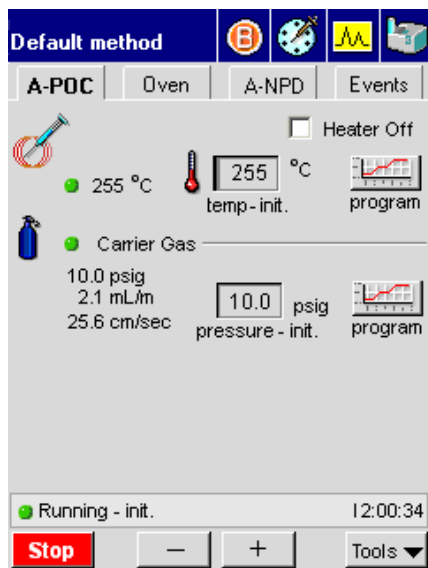 Default method
B
A-POC Oven A-NPD Events
Heater Off
255 °C 255 °C
temp-init. program
Carrier Gas
10.0 psig
2.1 mL/m 10.0 psig
25.6 cm/sec pressure - init. program
Running - init. 12:00:34
Stop — + Tools